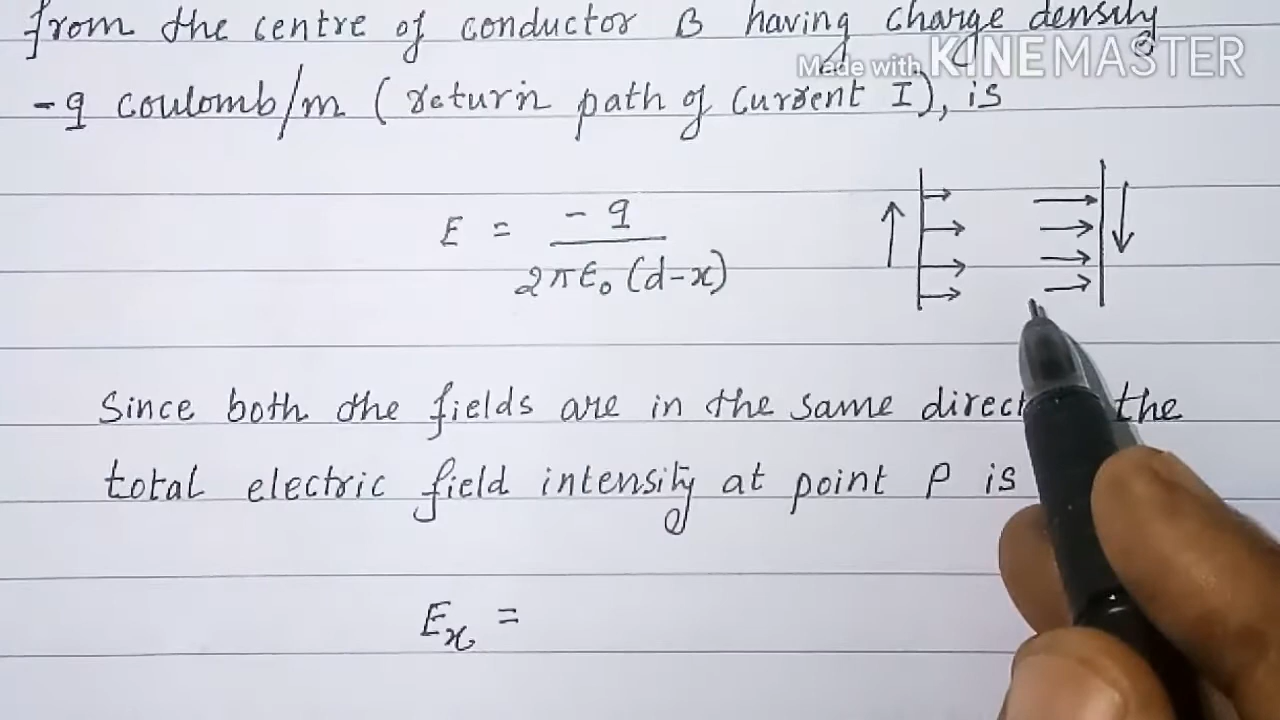 from the centre of conductor B having charge density
Made with KINEMASTER
-q coulomb/m (return path of current I), is
E = -q / 2πε₀(d-x)
Since both the fields are in the same direct the
total electric field intensity at point P is
Eₓ =